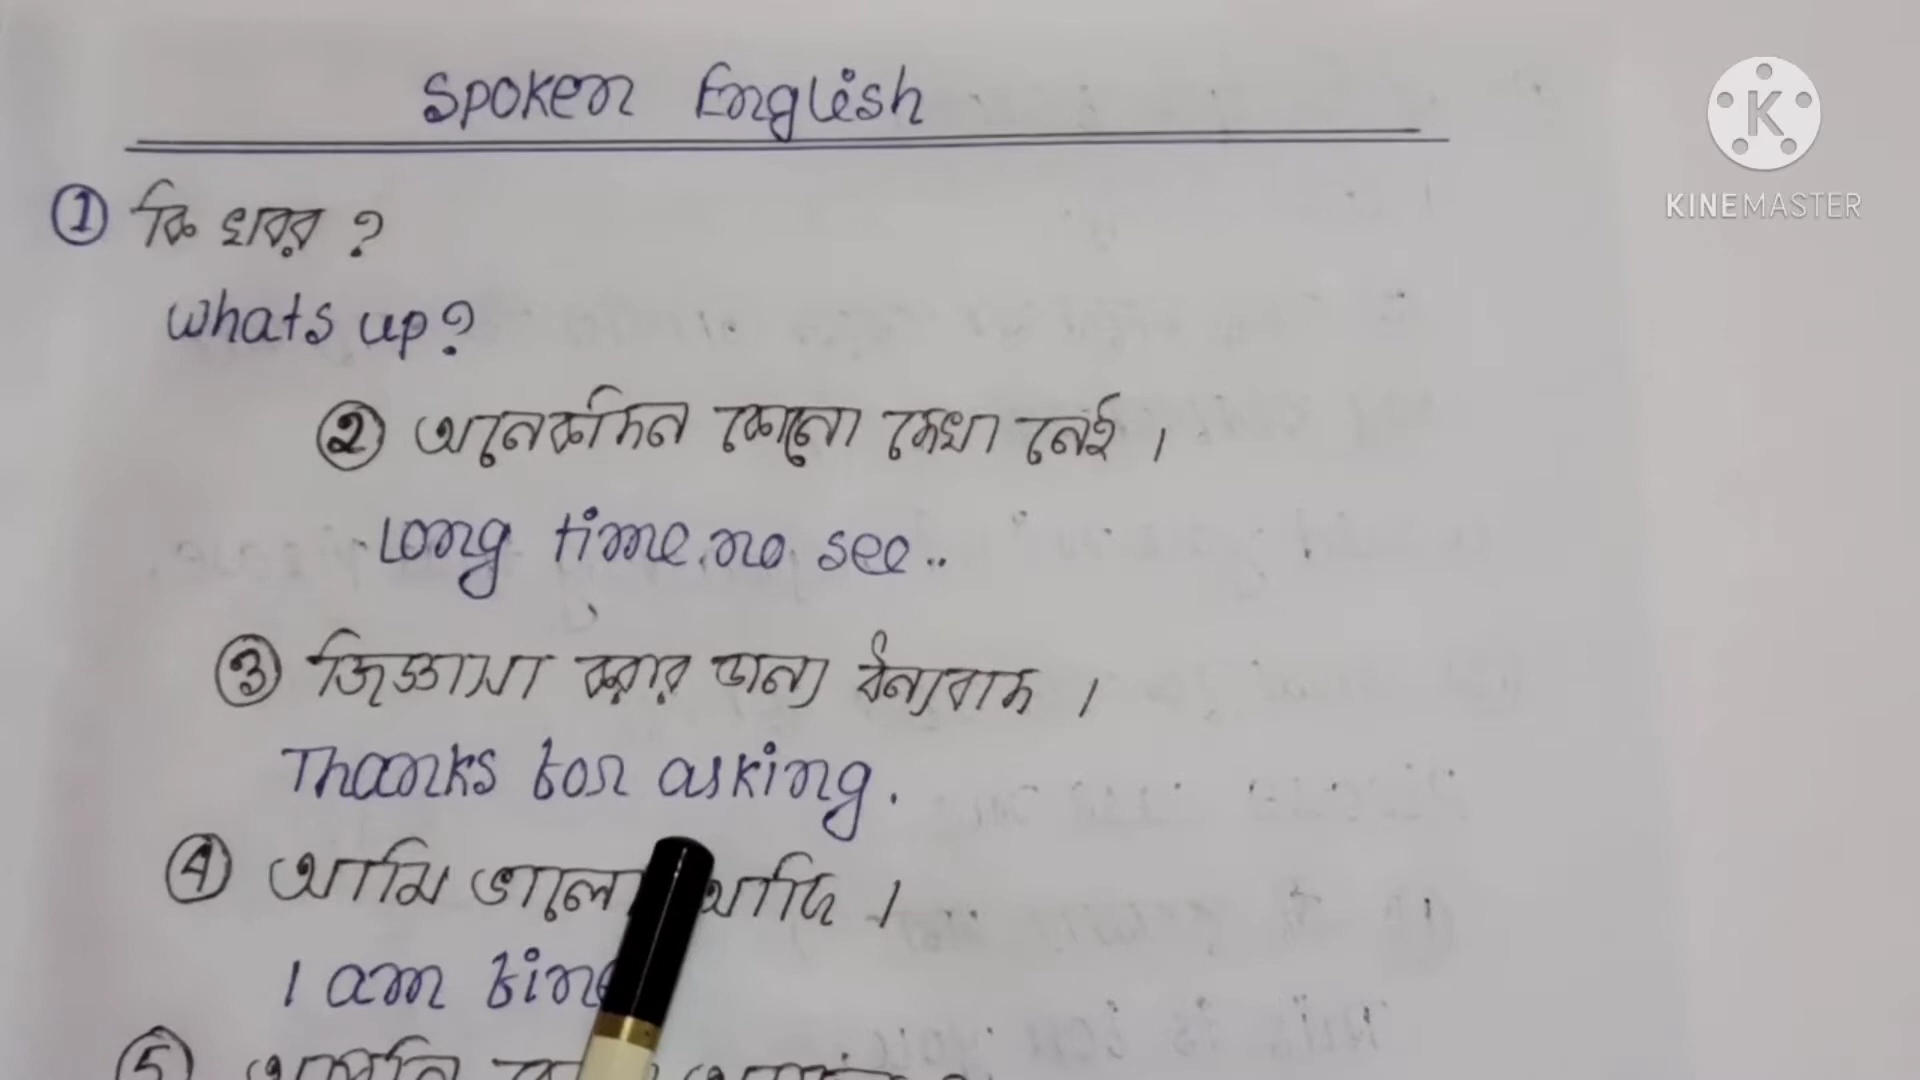 Spoken English
① কি খবর ?
Whats up?
② অনেকদিন কোনো দেখা নেই ।
Long time no see..
③ জিজ্ঞাসা করার জন্য ধন্যবাদ ।
Thanks for asking.
④ আমি ভালো আছি ।
I am fine
⑤
K
KINEMASTER